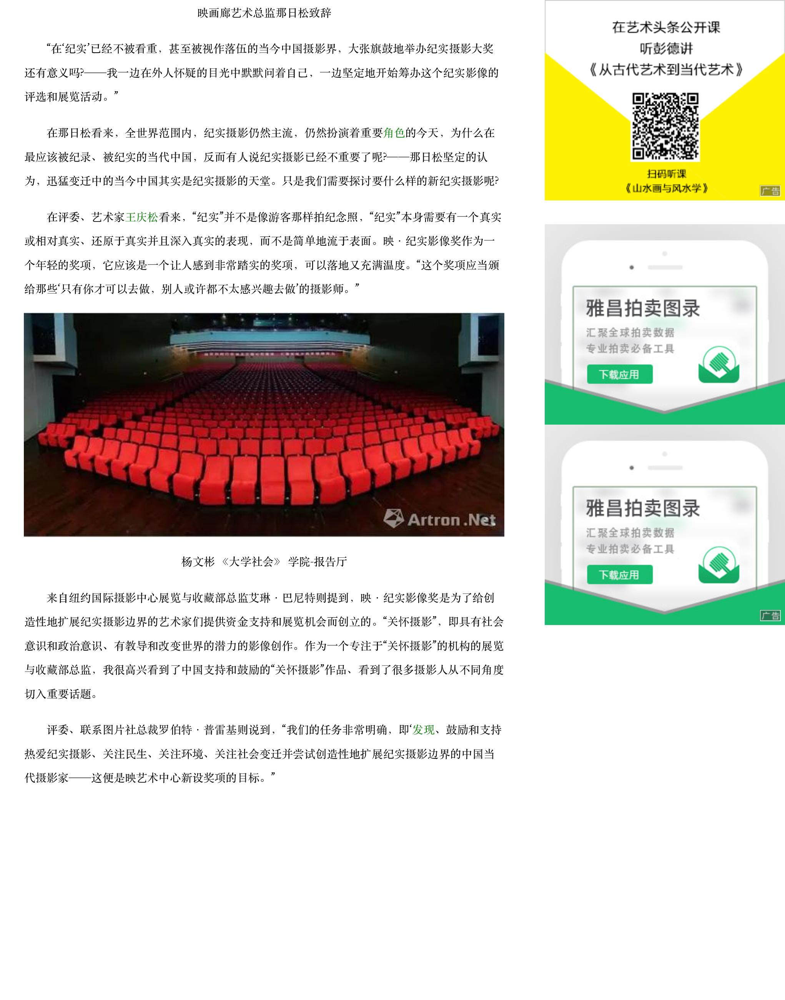 映画廊艺术总监那日松致辞
“在‘纪实’已经不被看重，甚至被视作落伍的当今中国摄影界，大张旗鼓地举办纪实摄影大奖
还有意义吗?——我一边在外人怀疑的目光中默默问着自己，一边坚定地开始筹办这个纪实影像的
评选和展览活动。”
在那日松看来，全世界范围内，纪实摄影仍然主流，仍然扮演着重要角色的今天，为什么在
最应该被纪录、被纪实的当代中国，反而有人说纪实摄影已经不重要了呢?——那日松坚定的认
为，迅猛变迁中的当今中国其实是纪实摄影的天堂。只是我们需要探讨要什么样的新纪实摄影呢?
在评委、艺术家王庆松看来，“纪实”并不是像游客那样拍纪念照，“纪实”本身需要有一个真实
或相对真实、还原于真实并且深入真实的表现，而不是简单地流于表面。映·纪实影像奖作为一
个年轻的奖项，它应该是一个让人感到非常踏实的奖项，可以落地又充满温度。“这个奖项应当颁
给那些‘只有你才可以去做，别人或许都不太感兴趣去做’的摄影师。”
Artron.Net
杨文彬 《大学社会》 学院-报告厅
来自纽约国际摄影中心展览与收藏部总监艾琳·巴尼特则提到，映·纪实影像奖是为了给创
造性地扩展纪实摄影边界的艺术家们提供资金支持和展览机会而创立的。“关怀摄影”，即具有社会
意识和政治意识、有教导和改变世界的潜力的影像创作。作为一个专注于“关怀摄影”的机构的展览
与收藏部总监，我很高兴看到了中国支持和鼓励的“关怀摄影”作品、看到了很多摄影人从不同角度
切入重要话题。
评委、联系图片社总裁罗伯特·普雷基则说到，“我们的任务非常明确，即‘发现、鼓励和支持
热爱纪实摄影、关注民生、关注环境、关注社会变迁并尝试创造性地扩展纪实摄影边界的中国当
代摄影家——这便是映艺术中心新设奖项的目标。”
在艺术头条公开课
听彭德讲
《从古代艺术到当代艺术》
扫码听课
《山水画与风水学》
广告
雅昌拍卖图录
汇聚全球拍卖数据
专业拍卖必备工具
下载应用
雅昌拍卖图录
汇聚全球拍卖数据
专业拍卖必备工具
下载应用
广告